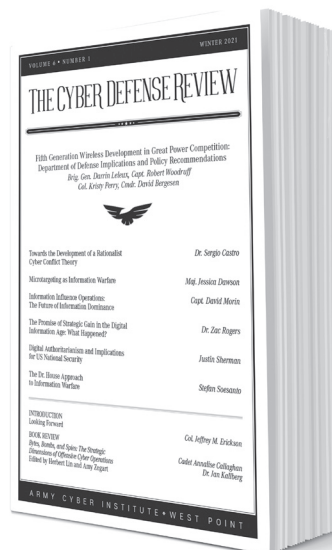 VOLUME 6 • NUMBER 1 WINTER 2021
THE CYBER DEFENSE REVIEW
Fifth Generation Wireless Development in Great Power Competition:
Department of Defense Implications and Policy Recommendations
Brig. Gen. Darrin Leleux, Capt. Robert Woodruff
Col. Kristy Perry, Cmdr. David Bergesen
Towards the Development of a Rationalist Dr. Sergio Castro
Cyber Conflict Theory
Microtargeting as Information Warfare Maj. Jessica Dawson
Information Influence Operations: Capt. David Morin
The Future of Information Dominance
The Promise of Strategic Gain in the Digital Dr. Zac Rogers
Information Age: What Happened?
Digital Authoritarianism and Implications Justin Sherman
for US National Security
The Dr. House Approach Stefan Soesanto
to Information Warfare
INTRODUCTION Col. Jeffrey M. Erickson
Looking Forward
BOOK REVIEW Cadet Annalise Callaghan
Bytes, Bombs, and Spies: The Strategic Dr. Jan Kallberg
Dimensions of Offensive Cyber Operations
Edited by Herbert Lin and Amy Zegart
ARMY CYBER INSTITUTE • WEST POINT